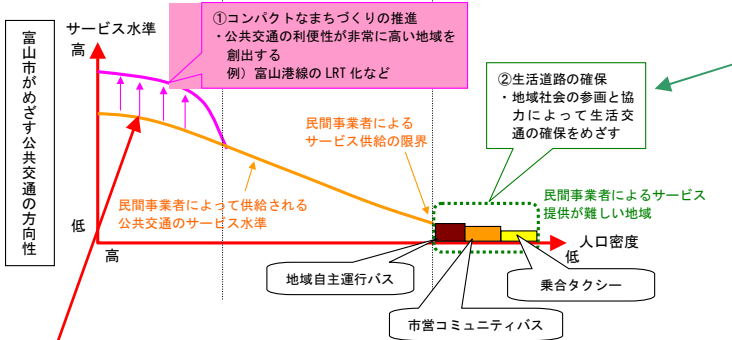 富山市がめざす公共交通の方向性
サービス水準
高
低
①コンパクトなまちづくりの推進
・公共交通の利便性が非常に高い地域を
創出する
例）富山港線の LRT 化など
②生活道路の確保
・地域社会の参画と協
力によって生活交
通の確保をめざす
民間事業者による
サービス供給の限界
民間事業者によって供給される
公共交通のサービス水準
民間事業者によるサービス
提供が難しい地域
高
人口密度
低
地域自主運行バス
乗合タクシー
市営コミュニティバス